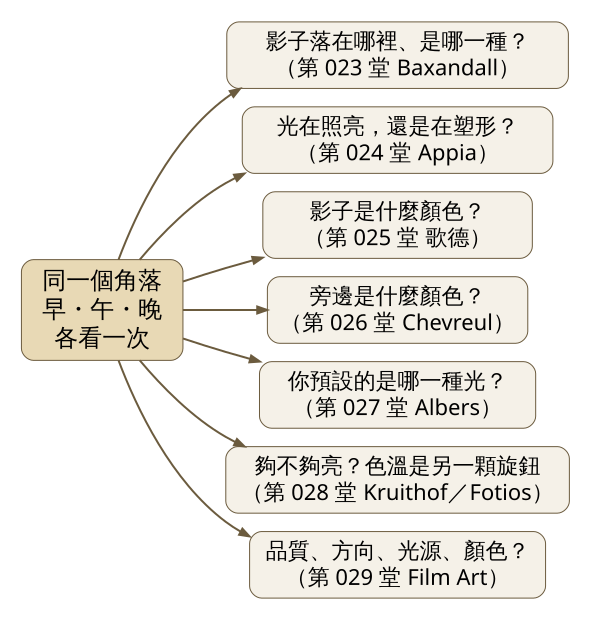 影子落在哪裡、是哪一種？
（第 023 堂 Baxandall）
光在照亮，還是在塑形？
（第 024 堂 Appia）
影子是什麼顏色？
（第 025 堂 歌德）
同一個角落
早・午・晚
各看一次
旁邊是什麼顏色？
（第 026 堂 Chevreul）
你預設的是哪一種光？
（第 027 堂 Albers）
夠不夠亮？色溫是另一顆旋鈕
（第 028 堂 Kruithof／Fotios）
品質、方向、光源、顏色？
（第 029 堂 Film Art）